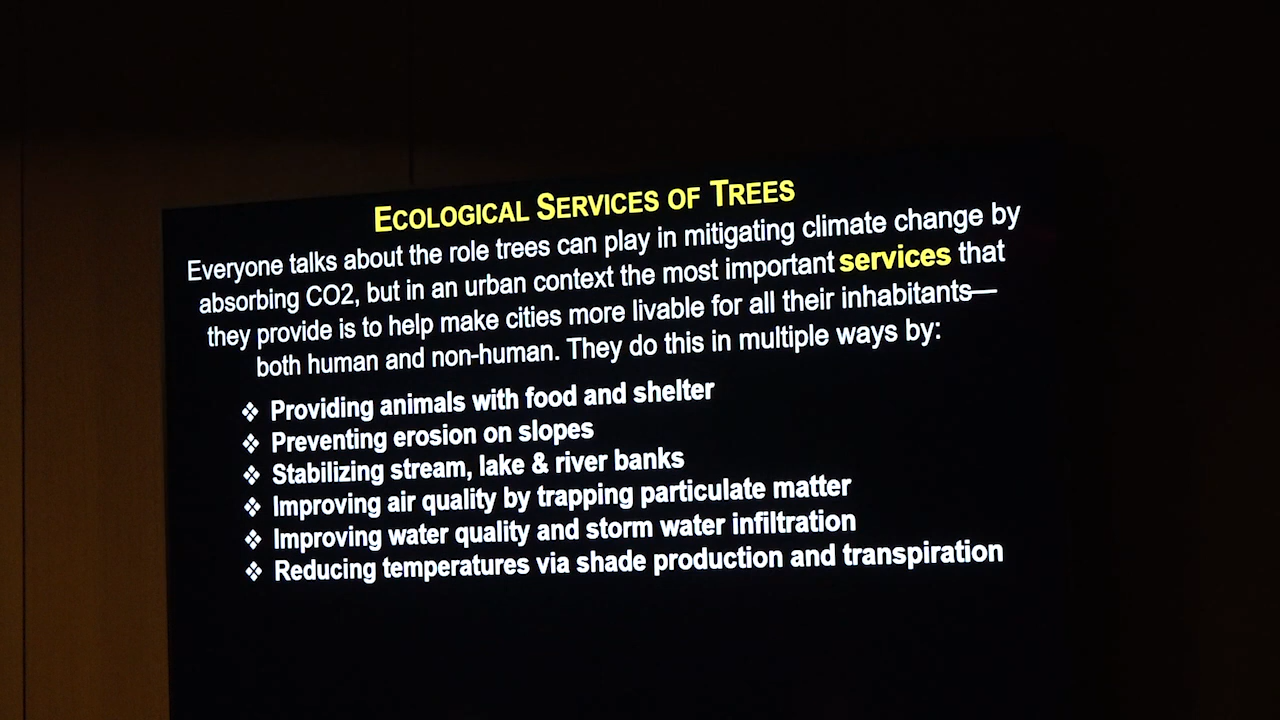 ECOLOGICAL SERVICES OF TREES
Everyone talks about the role trees can play in mitigating climate change by
absorbing CO2, but in an urban context the most important services that
they provide is to help make cities more livable for all their inhabitants—
both human and non-human. They do this in multiple ways by:
❖ Providing animals with food and shelter
❖ Preventing erosion on slopes
❖ Stabilizing stream, lake & river banks
❖ Improving air quality by trapping particulate matter
❖ Improving water quality and storm water infiltration
❖ Reducing temperatures via shade production and transpiration